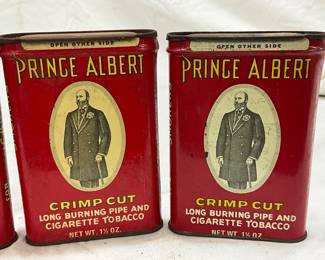 OPEN OTHER SIDE
PRINCE ALBERT
CRIMP CUT
LONG BURNING PIPE AND
CIGARETTE TOBACCO
NET WT. 1½ OZ.
OPEN OTHER SIDE
PRINCE ALBERT
CRIMP CUT
LONG BURNING PIPE AND
CIGARETTE TOBACCO
NET WT. 1½ OZ.